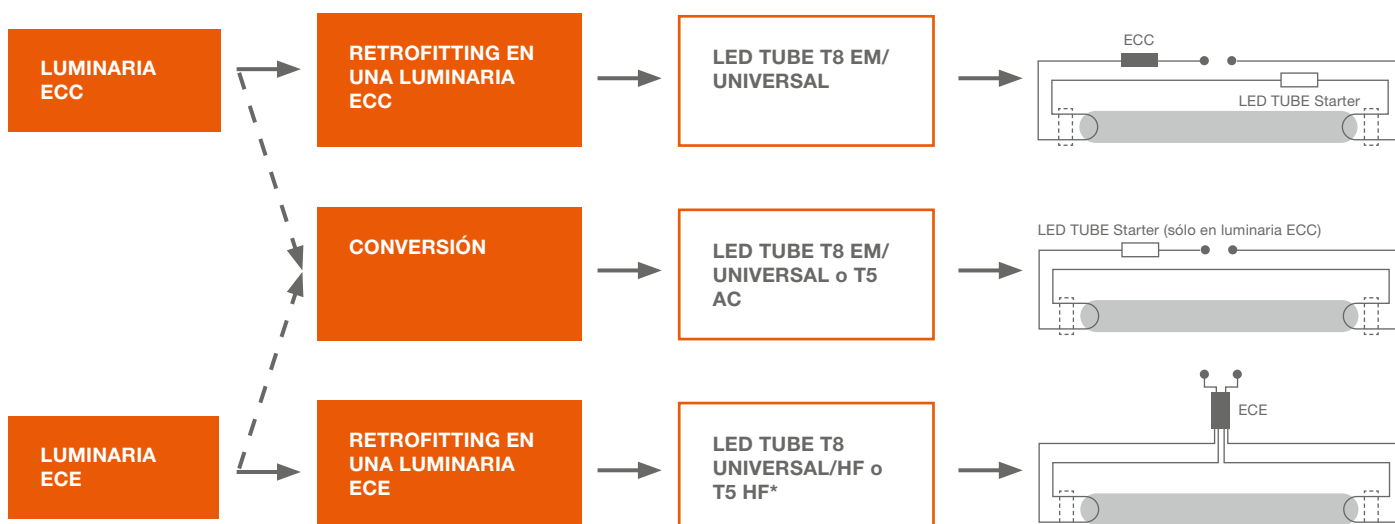 LUMINARIA
ECC
RETROFITTING EN
UNA LUMINARIA
ECC
LED TUBE T8 EM/
UNIVERSAL
ECC
LED TUBE Starter
CONVERSIÓN
LED TUBE T8 EM/
UNIVERSAL o T5
AC
LED TUBE Starter (sólo en luminaria ECC)
LUMINARIA
ECE
RETROFITTING EN
UNA LUMINARIA
ECE
LED TUBE T8
UNIVERSAL/HF o
T5 HF*
ECE